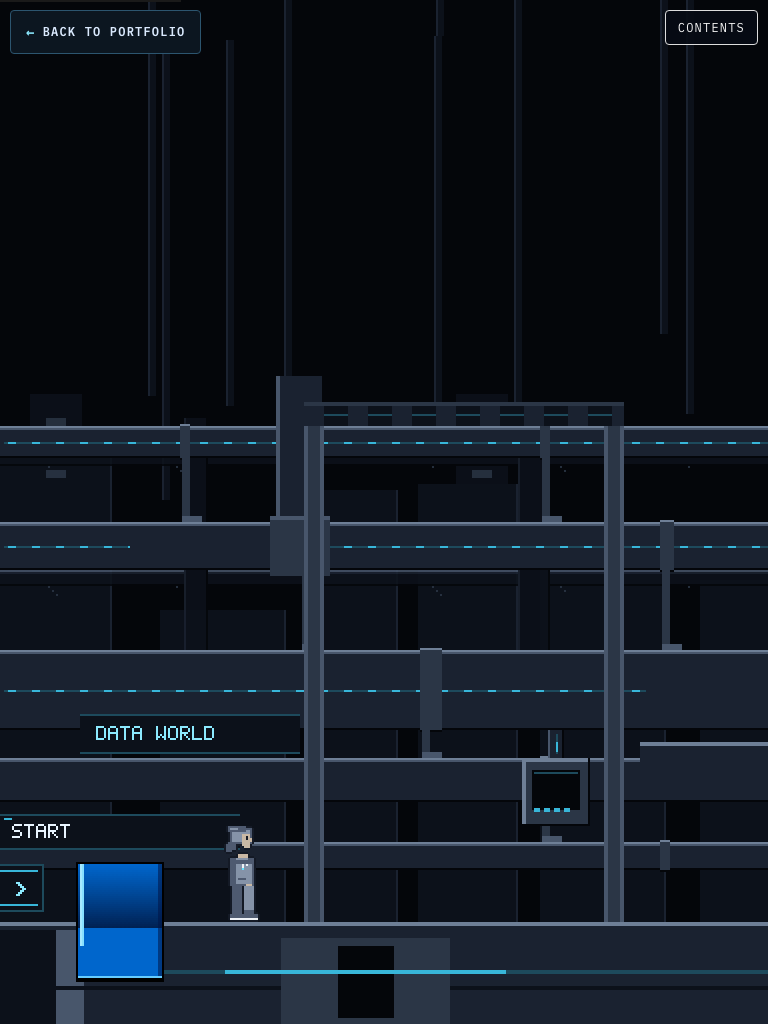 ← BACK TO PORTFOLIO
CONTENTS
DATA WORLD
START
>